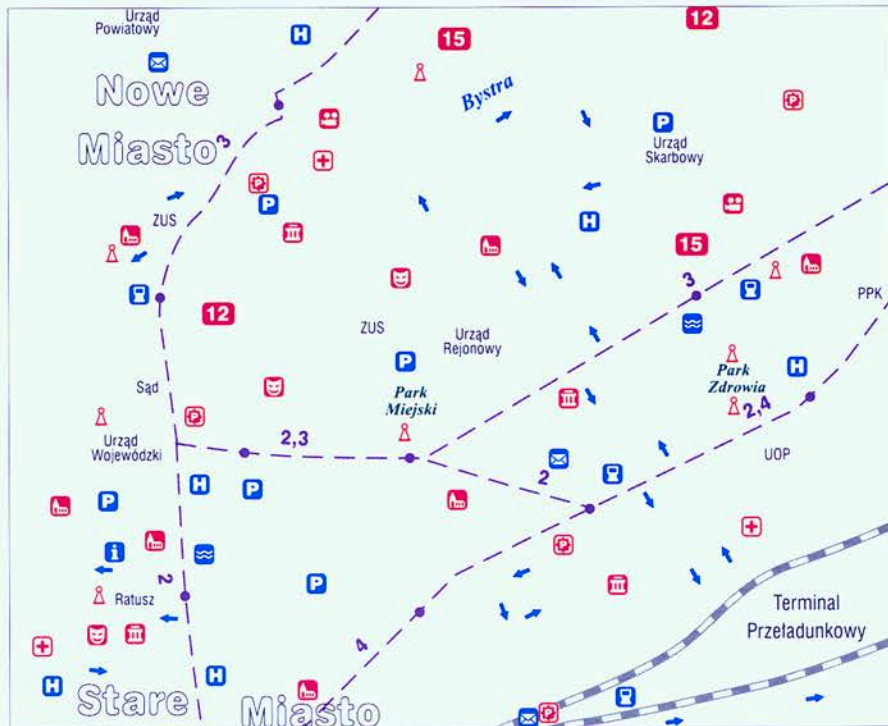 Urząd
Powiatowy
H
15
12
Nowe
Miasto
Bystra
P
P
Urząd
Skarbowy
3
P
P
ZUS
H
15
3
PPK
12
ZUS
Urząd
Rejonowy
P
Park
Miejski
Park
Zdrowia
H
Sąd
P
2,4
Urząd
Wojewódzki
2,3
UOP
2
H
P
P
P
i
2
P
Ratusz
4
Terminal
Przeładunkowy
H
H
Stare
Miasto
P